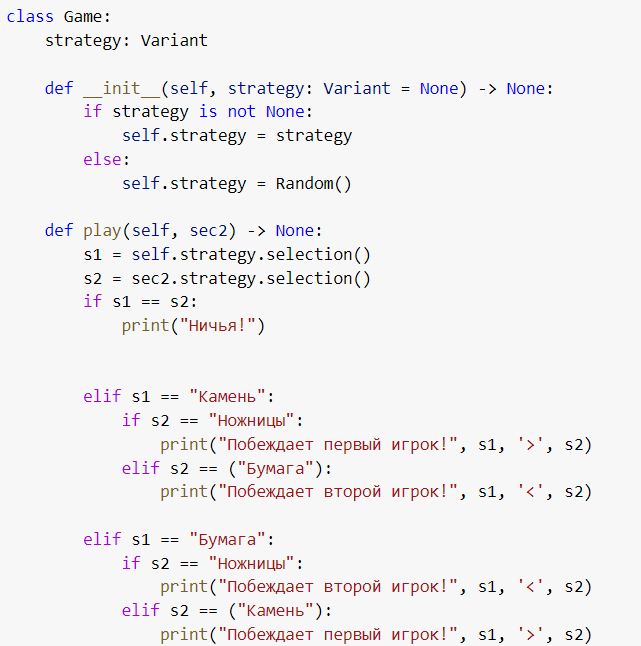 class Game:
    strategy: Variant
    def __init__(self, strategy: Variant = None) -> None:
        if strategy is not None:
            self.strategy = strategy
        else:
            self.strategy = Random()
    def play(self, sec2) -> None:
        s1 = self.strategy.selection()
        s2 = sec2.strategy.selection()
        if s1 == s2:
            print("Ничья!")
        elif s1 == "Камень":
            if s2 == "Ножницы":
                print("Побеждает первый игрок!", s1, '>', s2)
            elif s2 == ("Бумага"):
                print("Побеждает второй игрок!", s1, '<', s2)
        elif s1 == "Бумага":
            if s2 == "Ножницы":
                print("Побеждает второй игрок!", s1, '<', s2)
            elif s2 == ("Камень"):
                print("Побеждает первый игрок!", s1, '>', s2)